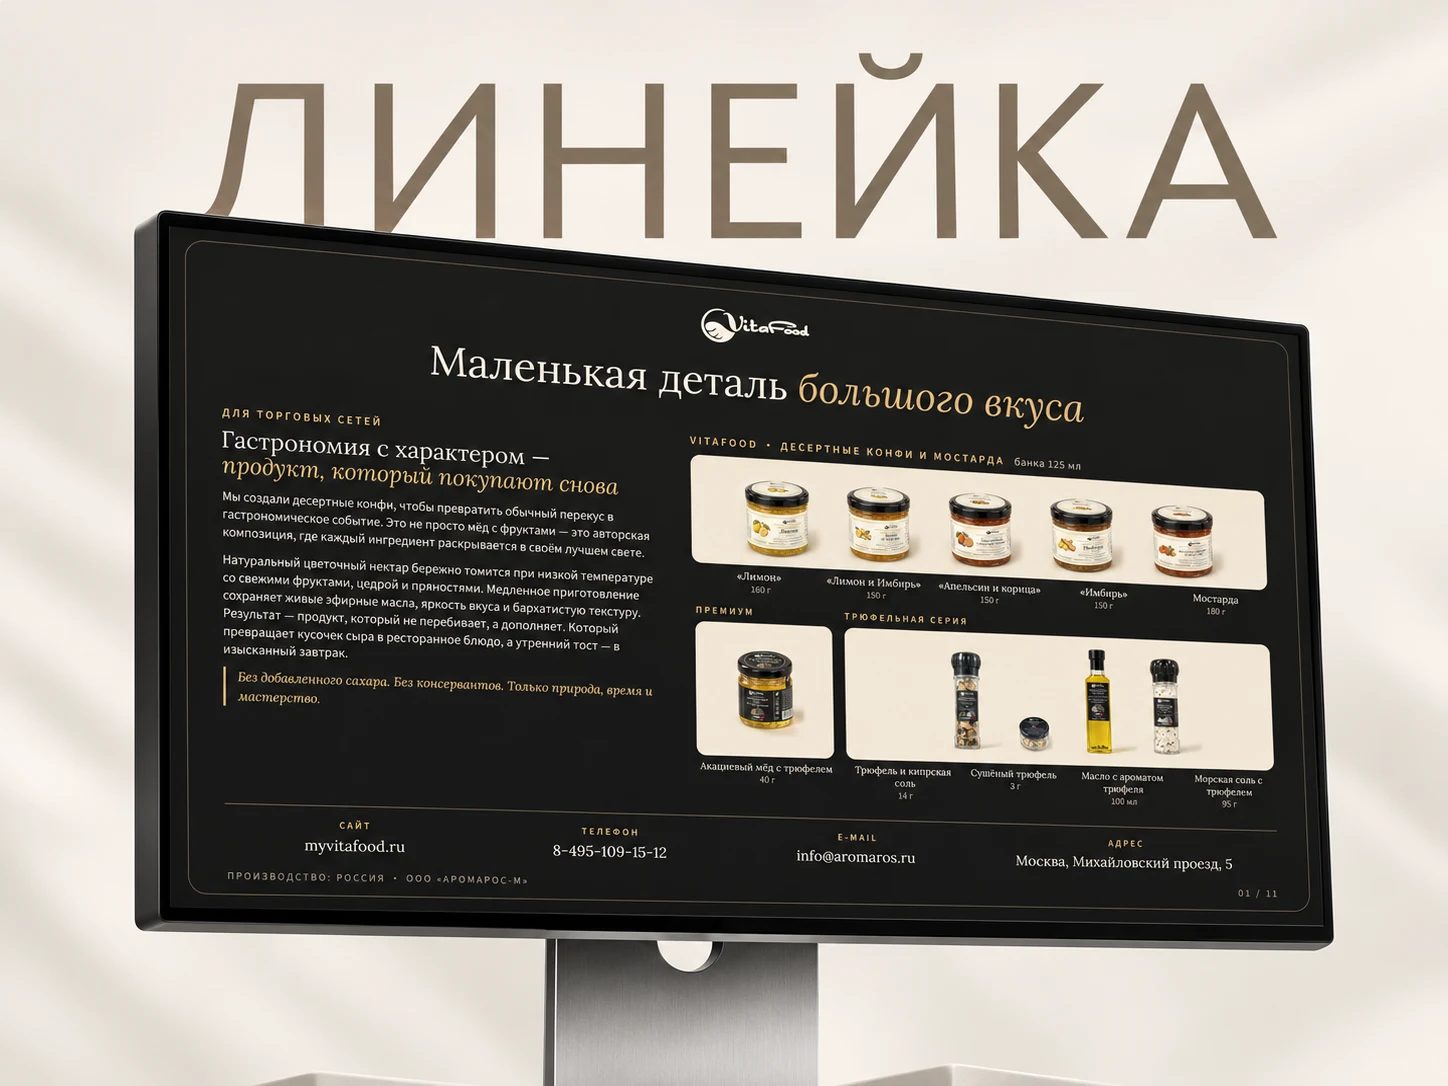 ЛИНЕЙКА
VitaFood
Маленькая деталь большого вкуса
ДЛЯ ТОРГОВЫХ СЕТЕЙ
Гастрономия с характером —
продукт, который покупают снова
Мы создали десертные конфи, чтобы превратить обычный перекус в
гастрономическое событие. Это не просто мёд с фруктами — это авторская
композиция, где каждый ингредиент раскрывается в своём лучшем свете.
Натуральный цветочный нектар бережно томится при низкой температуре
со свежими фруктами, цедрой и пряностями. Медленное приготовление
сохраняет живые эфирные масла, яркость вкуса и бархатистую текстуру.
Результат — продукт, который не перебивает, а дополняет. Который
превращает кусочек сыра в ресторанное блюдо, а утренний тост — в
изысканный завтрак.
Без добавленного сахара. Без консервантов. Только природа, время и
мастерство.
VITAFOOD • ДЕСЕРТНЫЕ КОНФИ И МОСТАРДА банка 125 мл
«Лимон»
160 г
«Лимон и Имбирь»
150 г
«Апельсин и корица»
150 г
«Имбирь»
150 г
Мостарда
180 г
ПРЕМИУМ
Акациевый мёд с трюфелем
40 г
ТРЮФЕЛЬНАЯ СЕРИЯ
Трюфель и кипрская
соль
14 г
Сушёный трюфель
3 г
Масло с ароматом
трюфеля
100 мл
Морская соль с
трюфелем
95 г
САЙТ
myvitafood.ru
ТЕЛЕФОН
8-495-109-15-12
E-MAIL
info@aromaros.ru
АДРЕС
Москва, Михайловский проезд, 5
ПРОИЗВОДСТВО: РОССИЯ • ООО «АРОМАРОС-М»
01 / 11